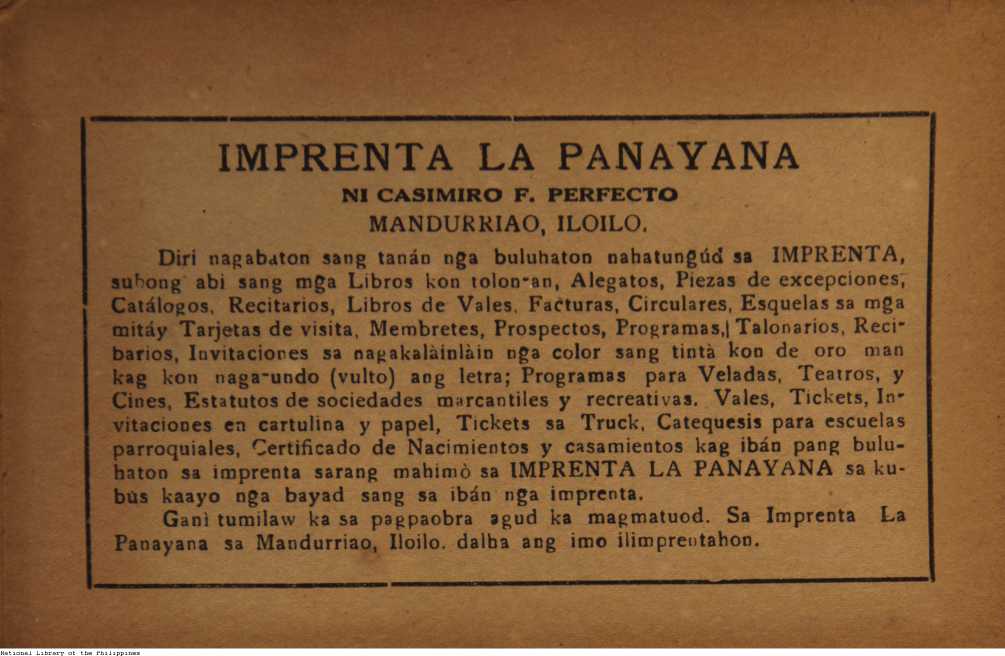 IMPRENTA LA PANAYANA
NI CASIMIRO F. PERFECTO
MANDURRIAO, ILOILO.
Diri nagabaton sang tanán nga buluhaton nahatungúd sa IMPRENTA,
subong abi sang mga Libros kon tolon-an, Alegatos, Piezas de excepciones,
Catálogos, Recitarios, Libros de Vales, Facturas, Circulares, Esquelas sa mga
mitáy Tarjetas de visita, Membretes, Prospectos, Programas, Talonarios, Reci-
barios, Invitaciones sa nagakalàinlàin nga color sang tintà kon de oro man
kag kon naga-undo (vulto) ang letra; Programas para Veladas, Teatros, y
Cines, Estatutos de sociedades marcantiles y recreativas. Vales, Tickets, In-
vitaciones en cartulina y papel, Tickets sa Truck, Catequesis para escuelas
parroquiales, Certificado de Nacimientos y casamientos kag ibán pang bulu-
haton sa imprenta sarang mahimò sa IMPRENTA LA PANAYANA sa ku-
bùs kaayo nga bayad sang sa ibán nga imprenta.
Ganì tumilaw ka sa pagpaobra agud ka magmatuod. Sa Imprenta La
Panayana sa Mandurriao, Iloilo. dalha ang imo ilimprentahon.
National Library of the Philippines